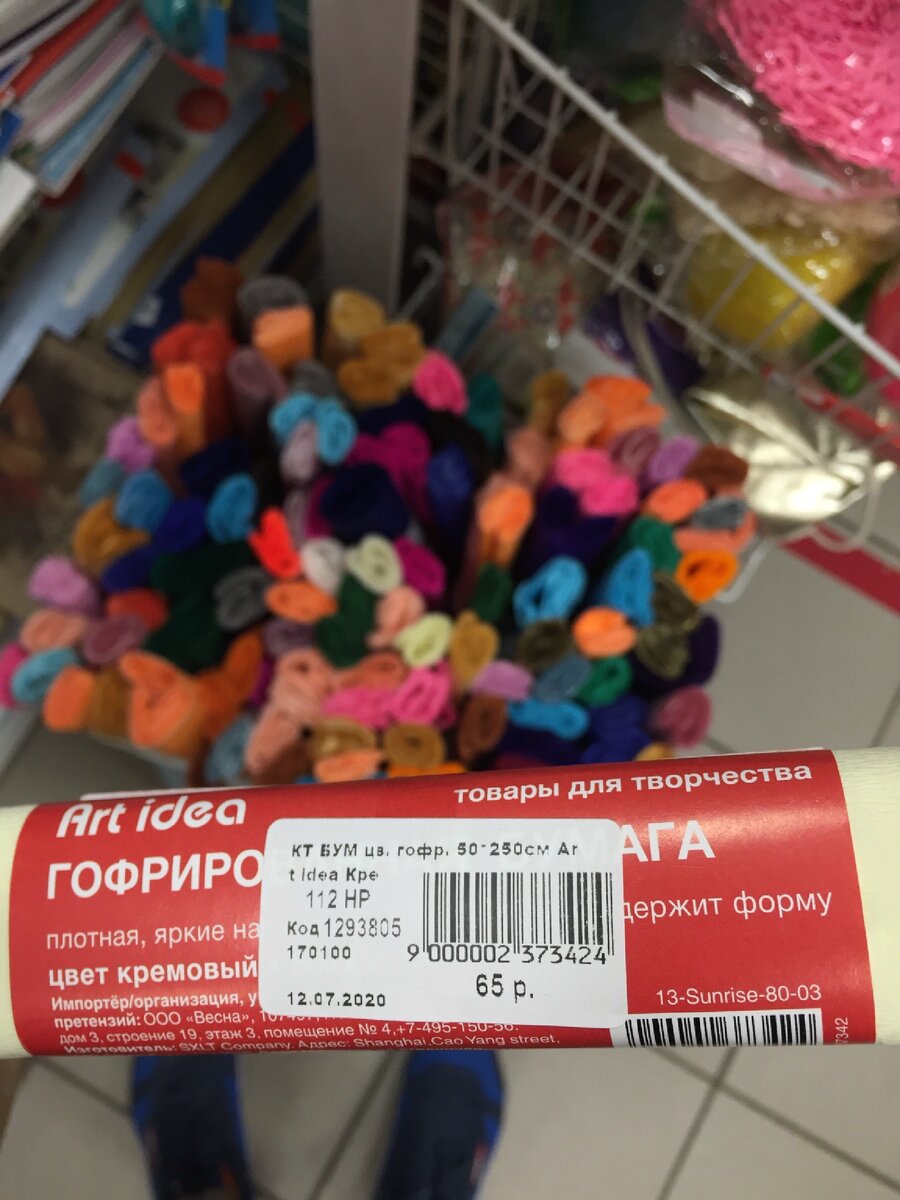 Art idea
товары для творчества
ГОФРИРО
БУМАГА
плотная, яркие на
держит форму
цвет кремовый
Импортёр/организация, у
претензий: ООО «Весна»,
дом 3, строение 19, этаж 3, помещение № 4,+7-495-150-56.
Изготовитель: SXLT Company. Адрес: Shanghai,Cao Yang street,
13-Sunrise-80-03
7342
КТ БУМ цв. гофр. 50*250см Ar
t idea Кре
112 НР
Код 1293805
170100
9 000002 373424
12.07.2020
65 р.